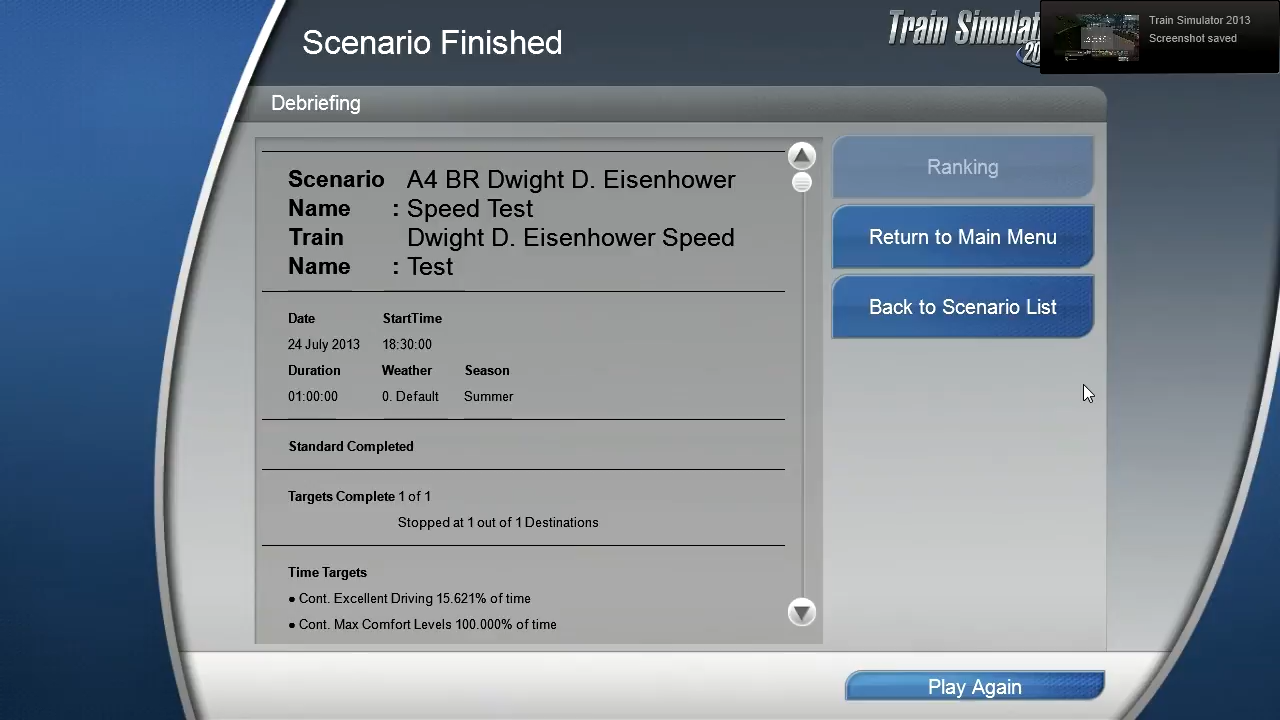 Scenario Finished
Train Simulator
20
Train Simulator 2013
Screenshot saved
Debriefing
Scenario A4 BR Dwight D. Eisenhower
Name : Speed Test
Train Dwight D. Eisenhower Speed
Name : Test
Date StartTime
24 July 2013 18:30:00
Duration Weather Season
01:00:00 0. Default Summer
Standard Completed
Targets Complete 1 of 1
Stopped at 1 out of 1 Destinations
Time Targets
● Cont. Excellent Driving 15.621% of time
● Cont. Max Comfort Levels 100.000% of time
Ranking
Return to Main Menu
Back to Scenario List
Play Again